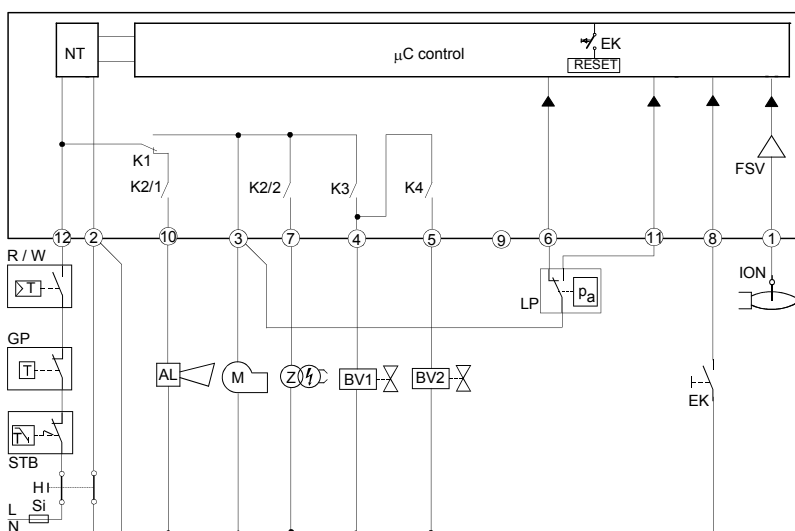 NT
µC control
EK
RESET
FSV
K1
K2/1
K2/2
K3
K4
12
2
10
3
7
4
5
9
6
11
8
1
R / W
T
LP
pa
ION
GP
T
AL
M
Z
BV1
BV2
EK
T
STB
H
L
Si
N